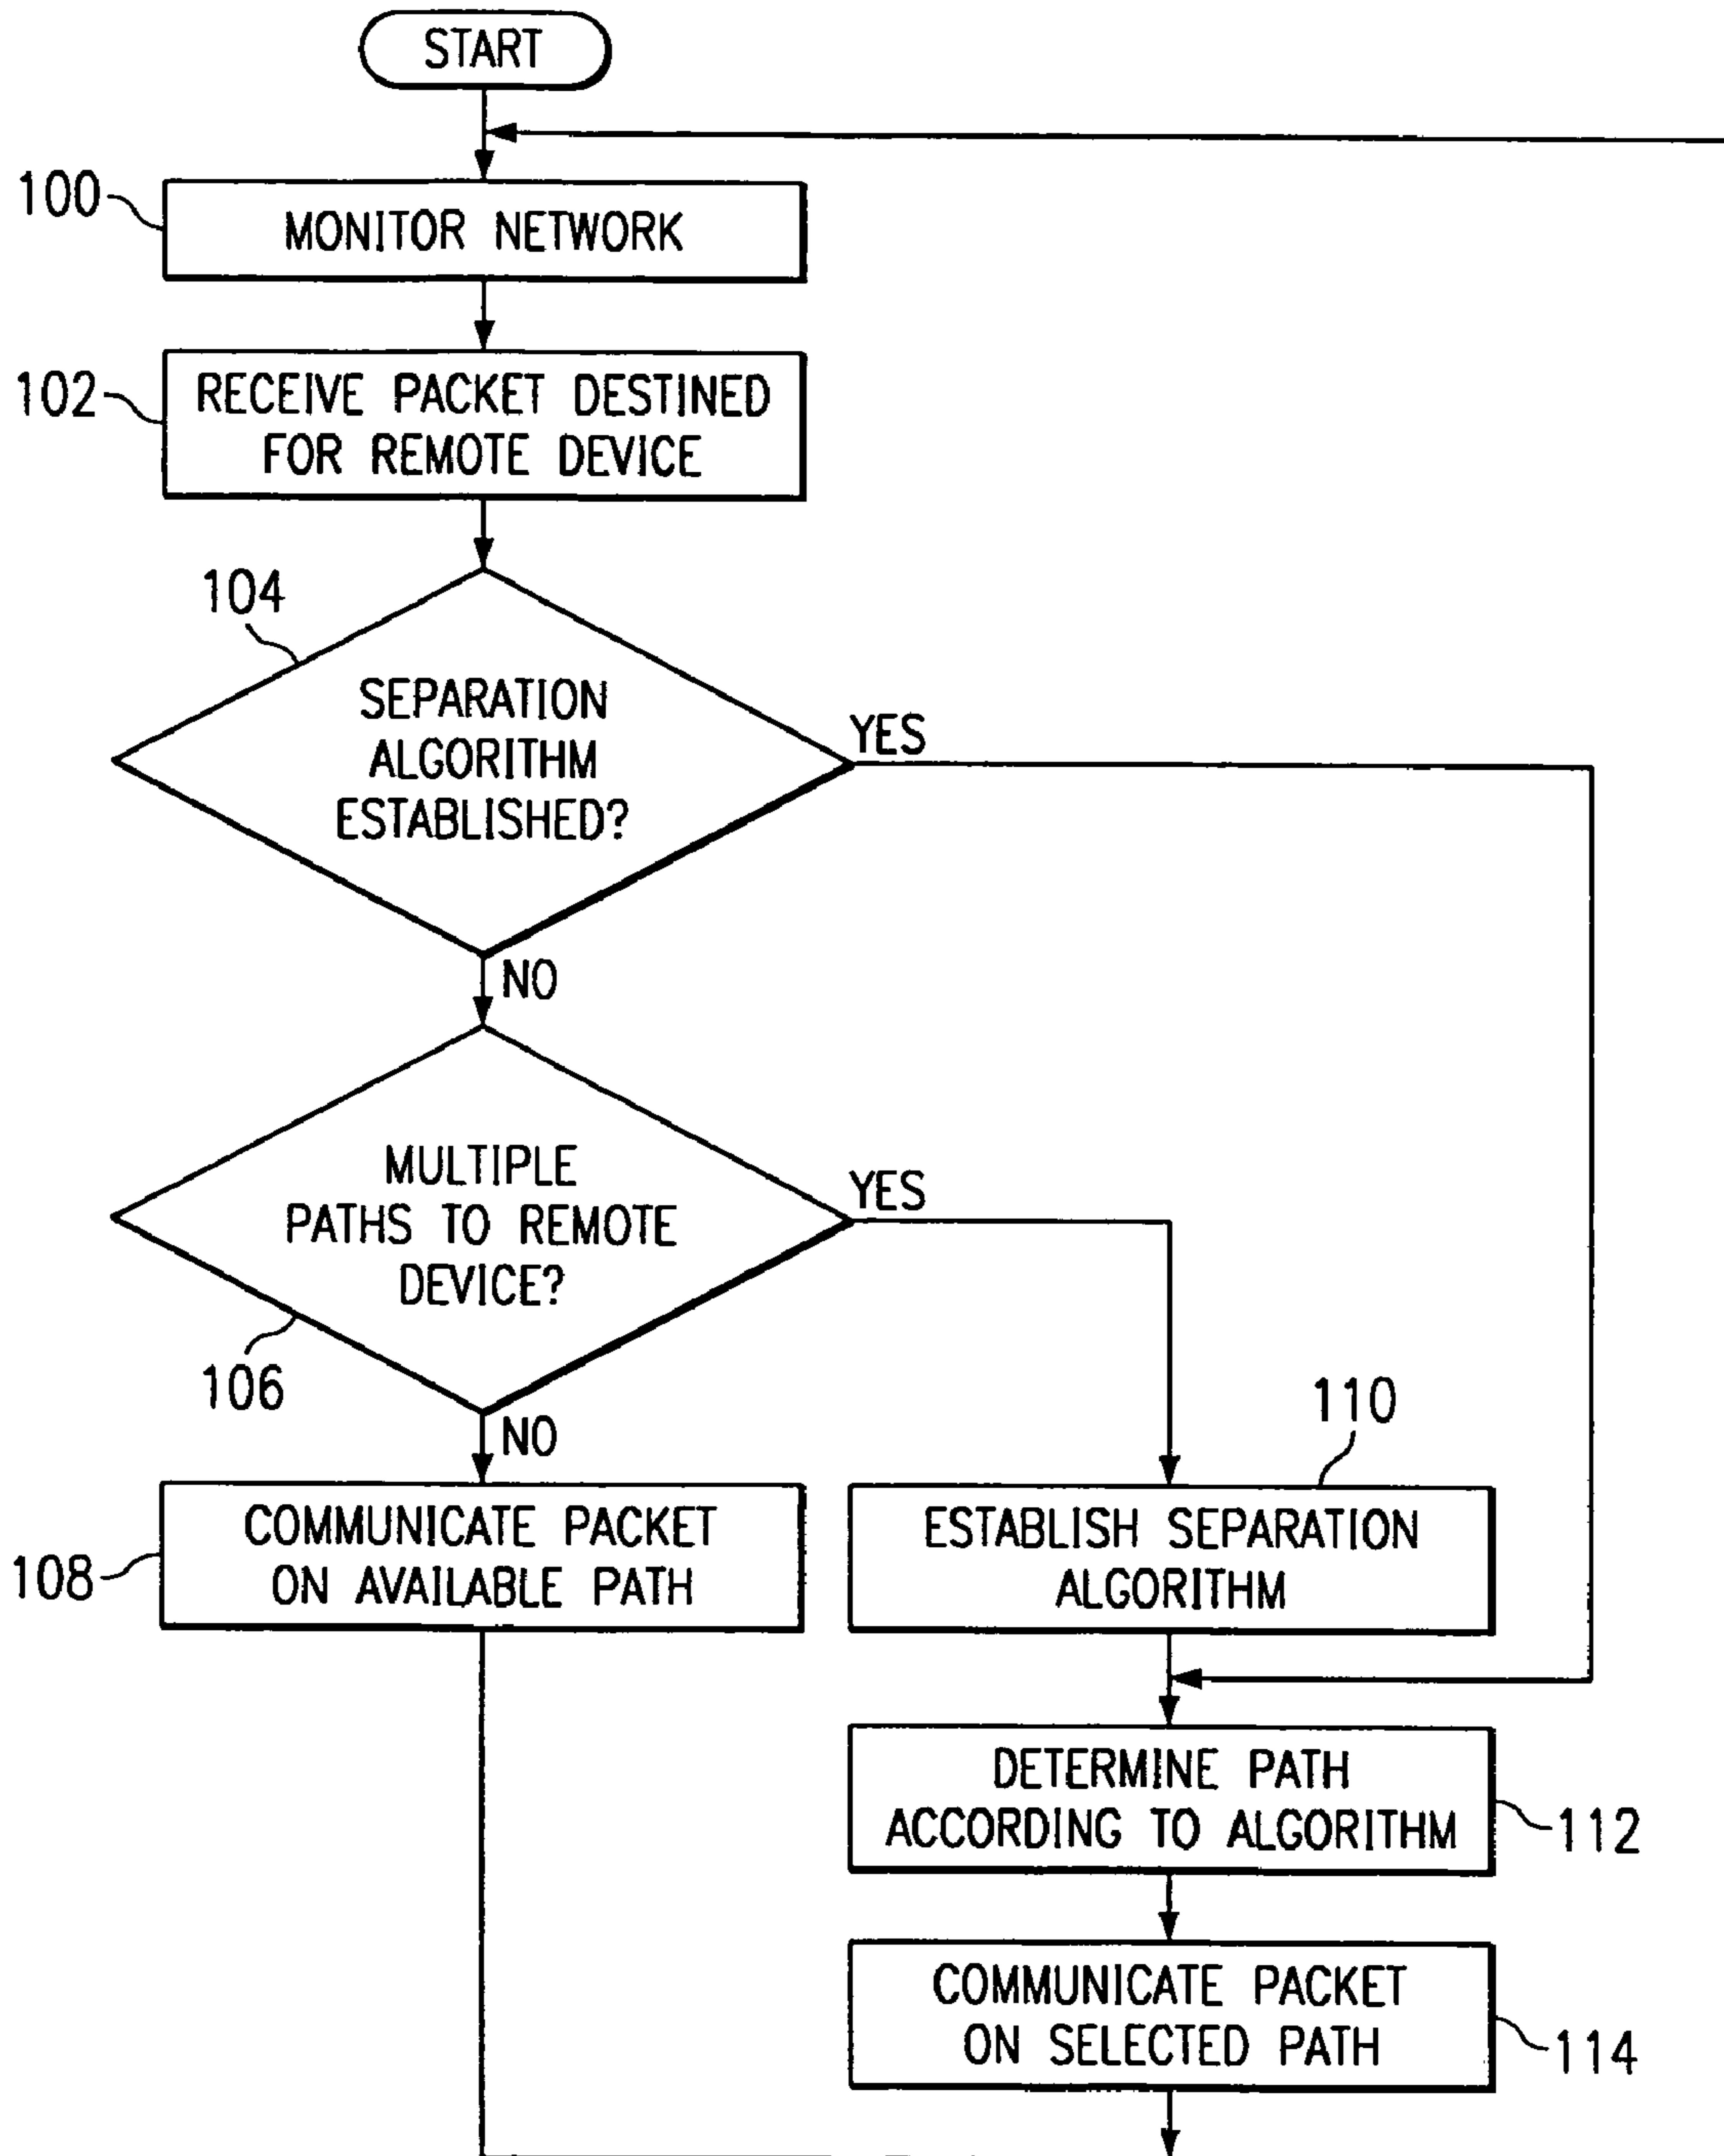 START
100
MONITOR NETWORK
102
RECEIVE PACKET DESTINED
FOR REMOTE DEVICE
104
SEPARATION
ALGORITHM
ESTABLISHED?
YES
NO
MULTIPLE
PATHS TO REMOTE
DEVICE?
YES
106
NO
110
108
COMMUNICATE PACKET
ON AVAILABLE PATH
ESTABLISH SEPARATION
ALGORITHM
DETERMINE PATH
ACCORDING TO ALGORITHM
112
COMMUNICATE PACKET
ON SELECTED PATH
114